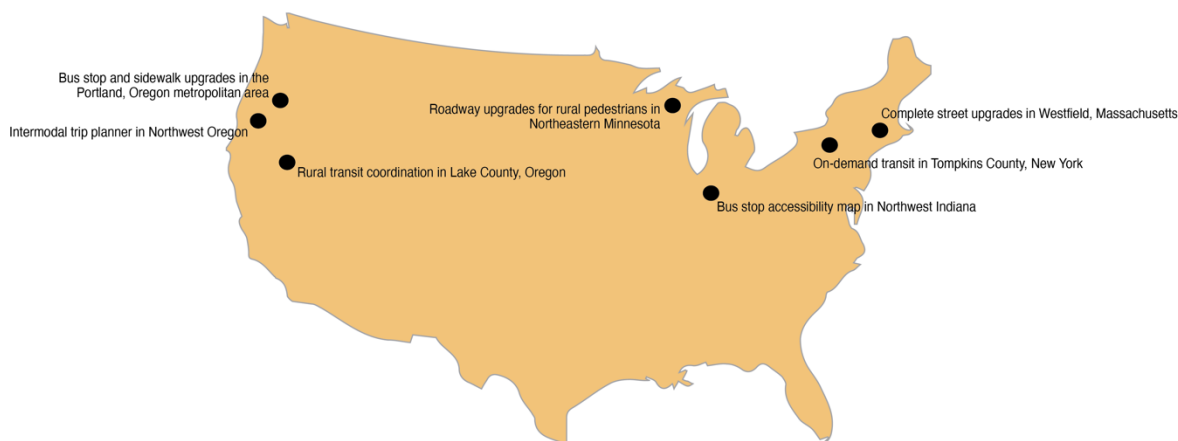 Bus stop and sidewalk upgrades in the
Portland, Oregon metropolitan area
Intermodal trip planner in Northwest Oregon
Rural transit coordination in Lake County, Oregon
Roadway upgrades for rural pedestrians in
Northeastern Minnesota
Complete street upgrades in Westfield, Massachusetts
On-demand transit in Tompkins County, New York
Bus stop accessibility map in Northwest Indiana